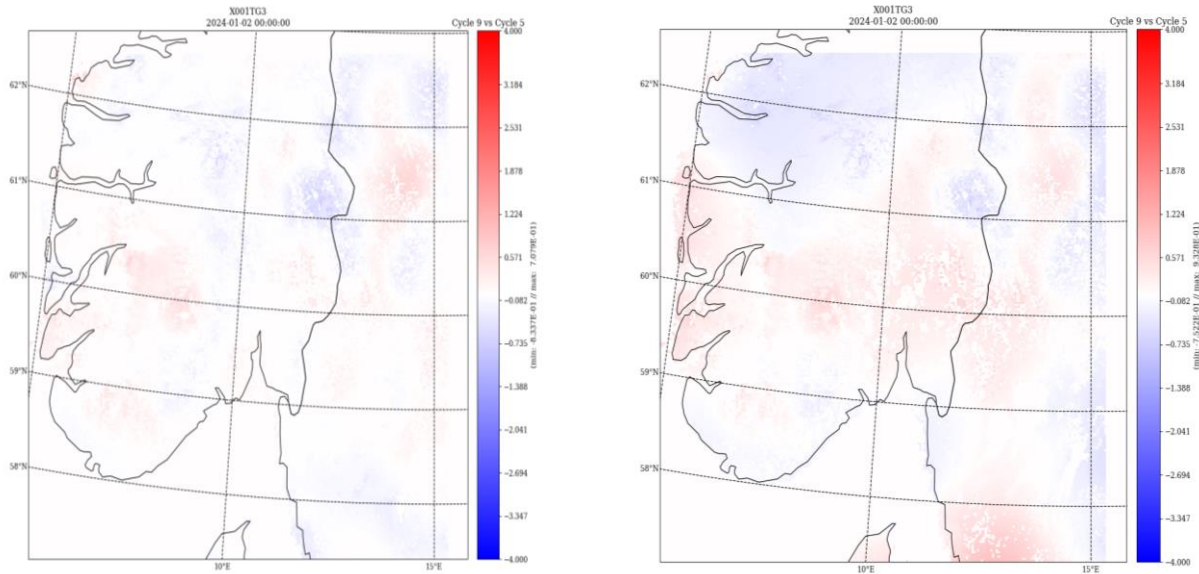 X001TG3
2024-01-02 00:00:00
Cycle 9 vs Cycle 5
4.000
3.184
2.531
1.878
1.224
0.571
−0.082
−0.735
−1.388
−2.041
−2.694
−3.347
−4.000
(min: -8.337E-01 // max: 7.079E-01)
62°N
61°N
60°N
59°N
58°N
10°E
15°E
X001TG3
2024-01-02 00:00:00
Cycle 9 vs Cycle 5
4.000
3.184
2.531
1.878
1.224
0.571
−0.082
−0.735
−1.388
−2.041
−2.694
−3.347
−4.000
(min: -7.522E-01 // max: 9.328E-01)
62°N
61°N
60°N
59°N
58°N
10°E
15°E